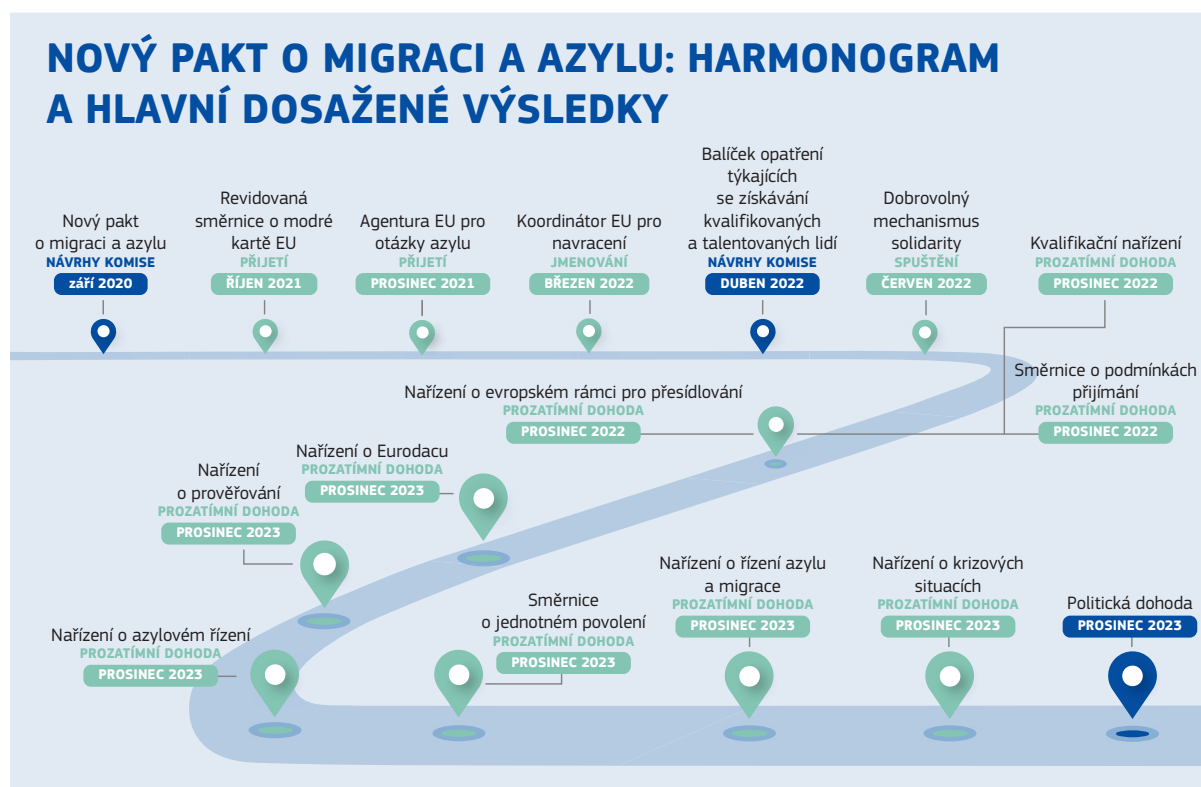 NOVÝ PAKT O MIGRACI A AZYLU: HARMONOGRAM
A HLAVNÍ DOSAŽENÉ VÝSLEDKY
Nový pakt
o migraci a azylu
NÁVRHY KOMISE
září 2020
Revidovaná
směrnice o modré
kartě EU
PŘIJETÍ
ŘÍJEN 2021
Agentura EU pro
otázky azylu
PŘIJETÍ
PROSINEC 2021
Koordinátor EU pro
navracení
JMENOVÁNÍ
BŘEZEN 2022
Balíček opatření
týkajících
se získávání
kvalifikovaných
a talentovaných lidí
NÁVRHY KOMISE
DUBEN 2022
Dobrovolný
mechanismus
solidarity
SPUŠTĚNÍ
ČERVEN 2022
Kvalifikační nařízení
PROZATÍMNÍ DOHODA
PROSINEC 2022
Směrnice o podmínkách
přijímání
PROZATÍMNÍ DOHODA
PROSINEC 2022
Nařízení o evropském rámci pro přesídlování
PROZATÍMNÍ DOHODA
PROSINEC 2022
Nařízení o Eurodacu
PROZATÍMNÍ DOHODA
PROSINEC 2023
Nařízení
o prověřování
PROZATÍMNÍ DOHODA
PROSINEC 2023
Nařízení o azylovém řízení
PROZATÍMNÍ DOHODA
PROSINEC 2023
Směrnice
o jednotném povolení
PROZATÍMNÍ DOHODA
PROSINEC 2023
Nařízení o řízení azylu
a migrace
PROZATÍMNÍ DOHODA
PROSINEC 2023
Nařízení o krizových
situacích
PROZATÍMNÍ DOHODA
PROSINEC 2023
Politická dohoda
PROSINEC 2023